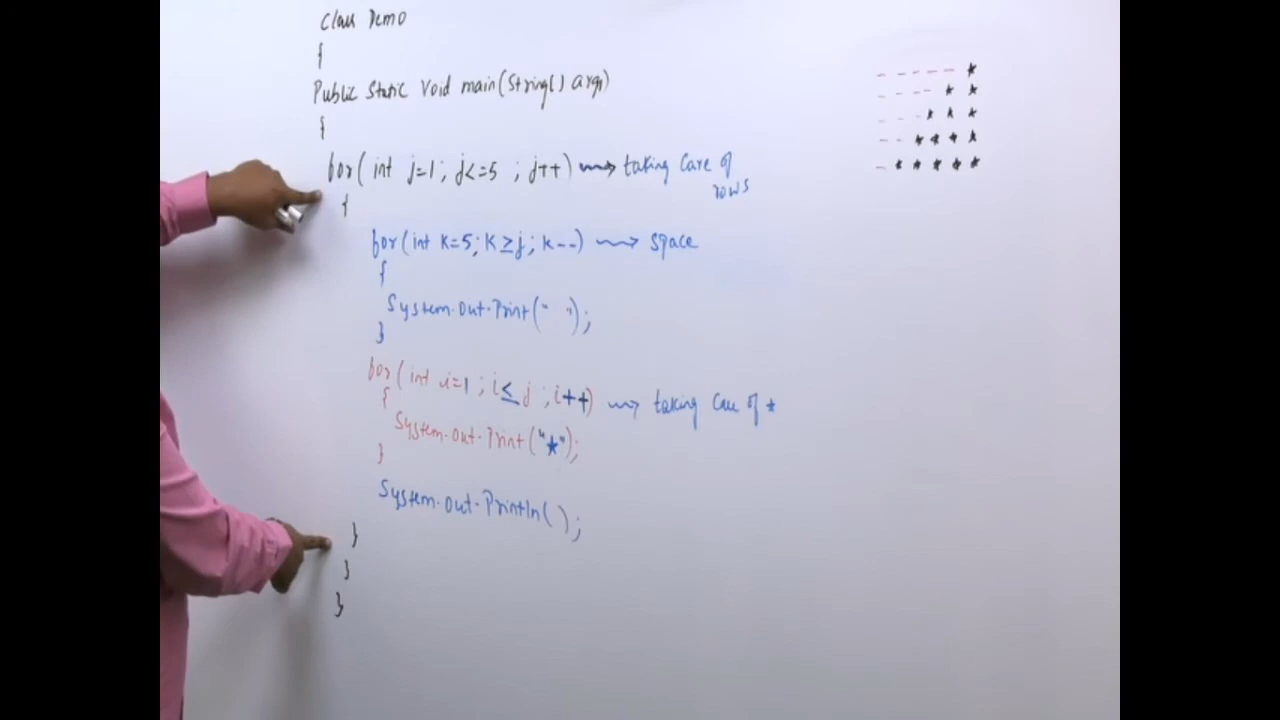 Class Demo
{
Public Static Void main(String() args)
{
for( int j=1; j<=5 ; j++) ⟿ taking Care of
rows
{
for(int K=5; K≥j; k--) ⟿ space
{
System.out.Print(" ");
}
for( int i=1 ; i≤ j ; i++) ⟿ taking Care of *
{
System.out.Print("*");
}
System.out.Println( );
}
}
}
- - - - - *
- - - - * *
- - - * * *
- - * * * *
- * * * * *